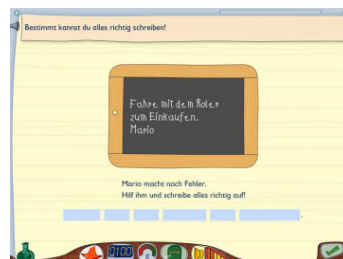 Bestimmt kannst du alles richtig schreiben!
Fahre mit dem Roler
zum Einkaufen.
Mario
Mario macht noch Fehler.
Hilf ihm und schreibe alles richtig auf!
0100